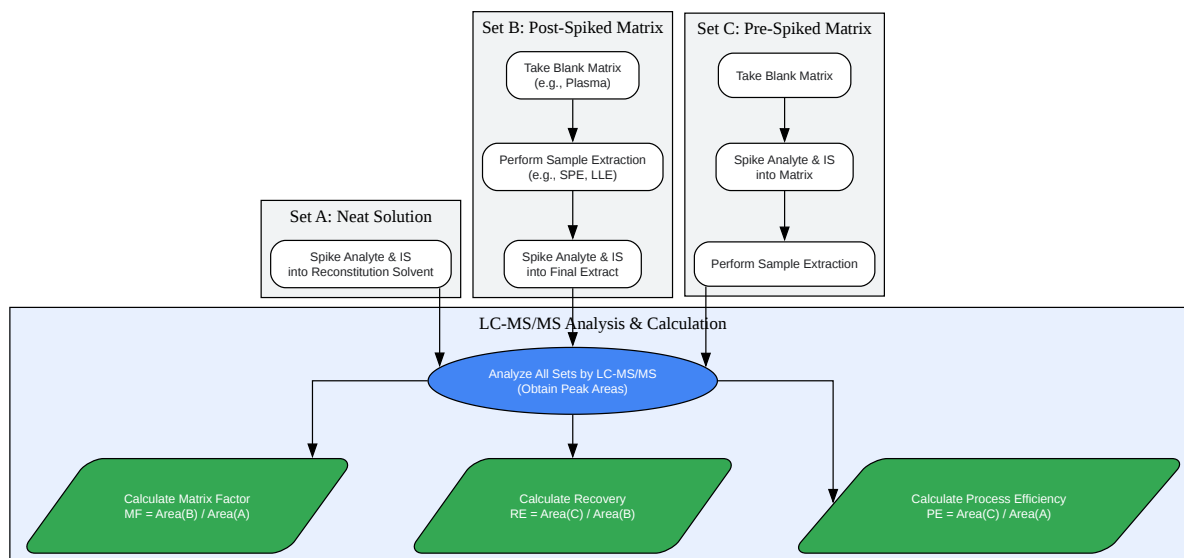 Set B: Post-Spiked Matrix
Take Blank Matrix
(e.g., Plasma)
Perform Sample Extraction
(e.g., SPE, LLE)
Spike Analyte & IS
into Final Extract
Set C: Pre-Spiked Matrix
Take Blank Matrix
Spike Analyte & IS
into Matrix
Perform Sample Extraction
Set A: Neat Solution
Spike Analyte & IS
into Reconstitution Solvent
LC-MS/MS Analysis & Calculation
Analyze All Sets by LC-MS/MS
(Obtain Peak Areas)
Calculate Matrix Factor
MF = Area(B) / Area(A)
Calculate Recovery
RE = Area(C) / Area(B)
Calculate Process Efficiency
PE = Area(C) / Area(A)